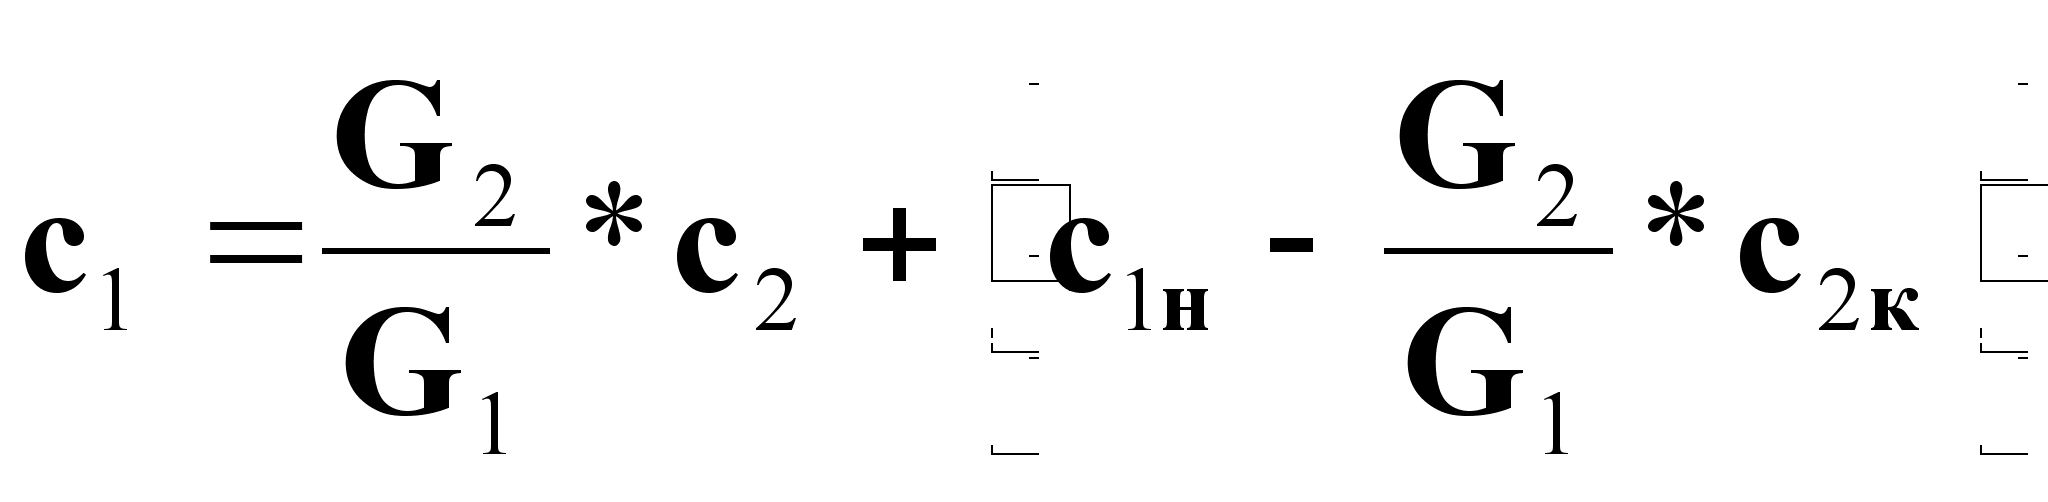 c₁ = G₂/G₁ * c₂ + (c₁н - G₂/G₁ * c₂к)